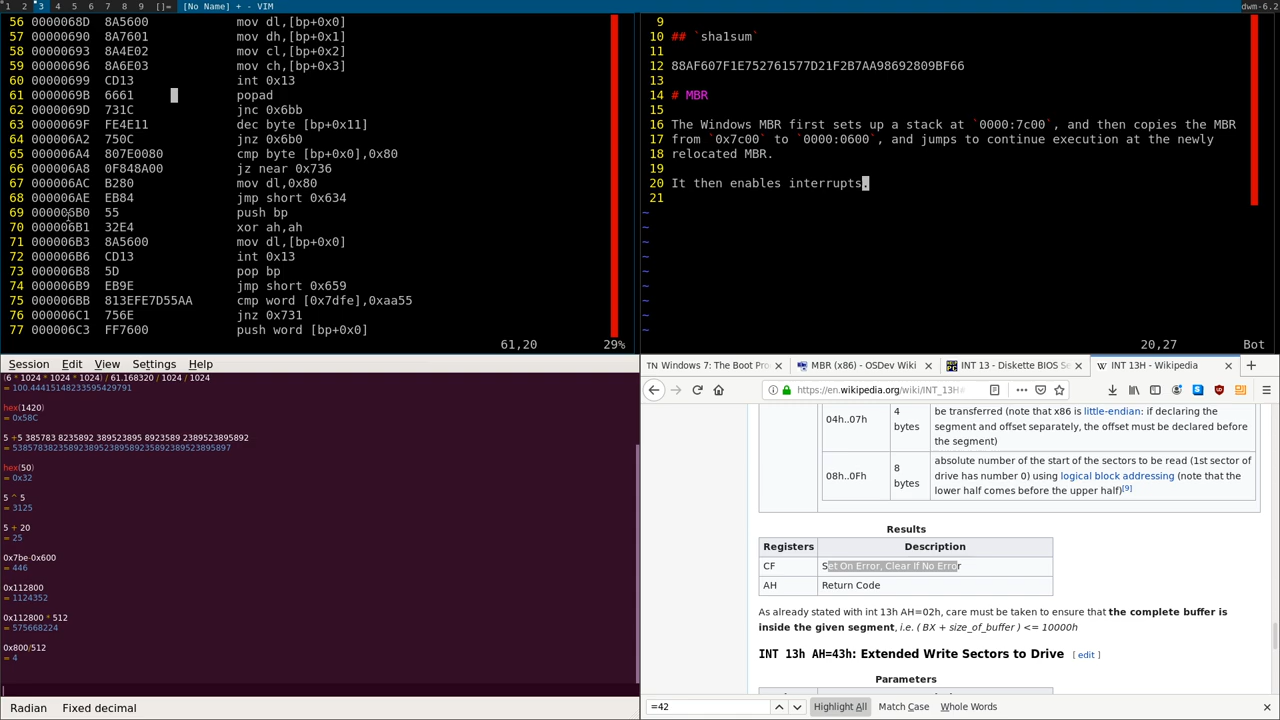 1 2 3 4 5 6 7 8 9 []= [No Name] + - VIM dwm-6.2
56 0000068D 8A5600 mov dl,[bp+0x0]
57 00000690 8A7601 mov dh,[bp+0x1]
58 00000693 8A4E02 mov cl,[bp+0x2]
59 00000696 8A6E03 mov ch,[bp+0x3]
60 00000699 CD13 int 0x13
61 0000069B 6661 popad
62 0000069D 731C jnc 0x6bb
63 0000069F FE4E11 dec byte [bp+0x11]
64 000006A2 750C jnz 0x6b0
65 000006A4 807E0080 cmp byte [bp+0x0],0x80
66 000006A8 0F848A00 jz near 0x736
67 000006AC B280 mov dl,0x80
68 000006AE EB84 jmp short 0x634
69 000006B0 55 push bp
70 000006B1 32E4 xor ah,ah
71 000006B3 8A5600 mov dl,[bp+0x0]
72 000006B6 CD13 int 0x13
73 000006B8 5D pop bp
74 000006B9 EB9E jmp short 0x659
75 000006BB 813EFE7D55AA cmp word [0x7dfe],0xaa55
76 000006C1 756E jnz 0x731
77 000006C3 FF7600 push word [bp+0x0]
61,20 29%
9
10 ## `sha1sum`
11
12 88AF607F1E752761577D21F2B7AA98692809BF66
13
14 # MBR
15
16 The Windows MBR first sets up a stack at `0000:7c00`, and then copies the MBR
17 from `0x7c00` to `0000:0600`, and jumps to continue execution at the newly
18 relocated MBR.
19
20 It then enables interrupts.
21
~
~
~
~
~
~
~
~
~
20,27 Bot
Session Edit View Settings Help
(6 * 1024 * 1024 * 1024) / 61.168320 / 1024 / 1024
= 100.44415148233595429791
hex(1420)
= 0x58C
5 +5 385783 8235892 389523895 8923589 2389523895892
= 538578382358923895238958923589238952389 5897
hex(50)
= 0x32
5 ^ 5
= 3125
5 + 20
= 25
0x7be-0x600
= 446
0x112800
= 1124352
0x112800 * 512
= 575668224
0x800/512
= 4
Radian Fixed decimal
TN Windows 7: The Boot Pro
MBR (x86) - OSDev Wiki
INT 13 - Diskette BIOS Se
INT 13H - Wikipedia
https://en.wikipedia.org/wiki/INT_13H
04h..07h
4 bytes
be transferred (note that x86 is little-endian: if declaring the
segment and offset separately, the offset must be declared before
the segment)
08h..0Fh
8 bytes
absolute number of the start of the sectors to be read (1st sector of
drive has number 0) using logical block addressing (note that the
lower half comes before the upper half)[9]
Results
Registers Description
CF Set On Error, Clear If No Error
AH Return Code
As already stated with int 13h AH=02h, care must be taken to ensure that the complete buffer is
inside the given segment, i.e. ( BX + size_of_buffer ) <= 10000h
INT 13h AH=43h: Extended Write Sectors to Drive [ edit ]
Parameters
=42 Highlight All Match Case Whole Words